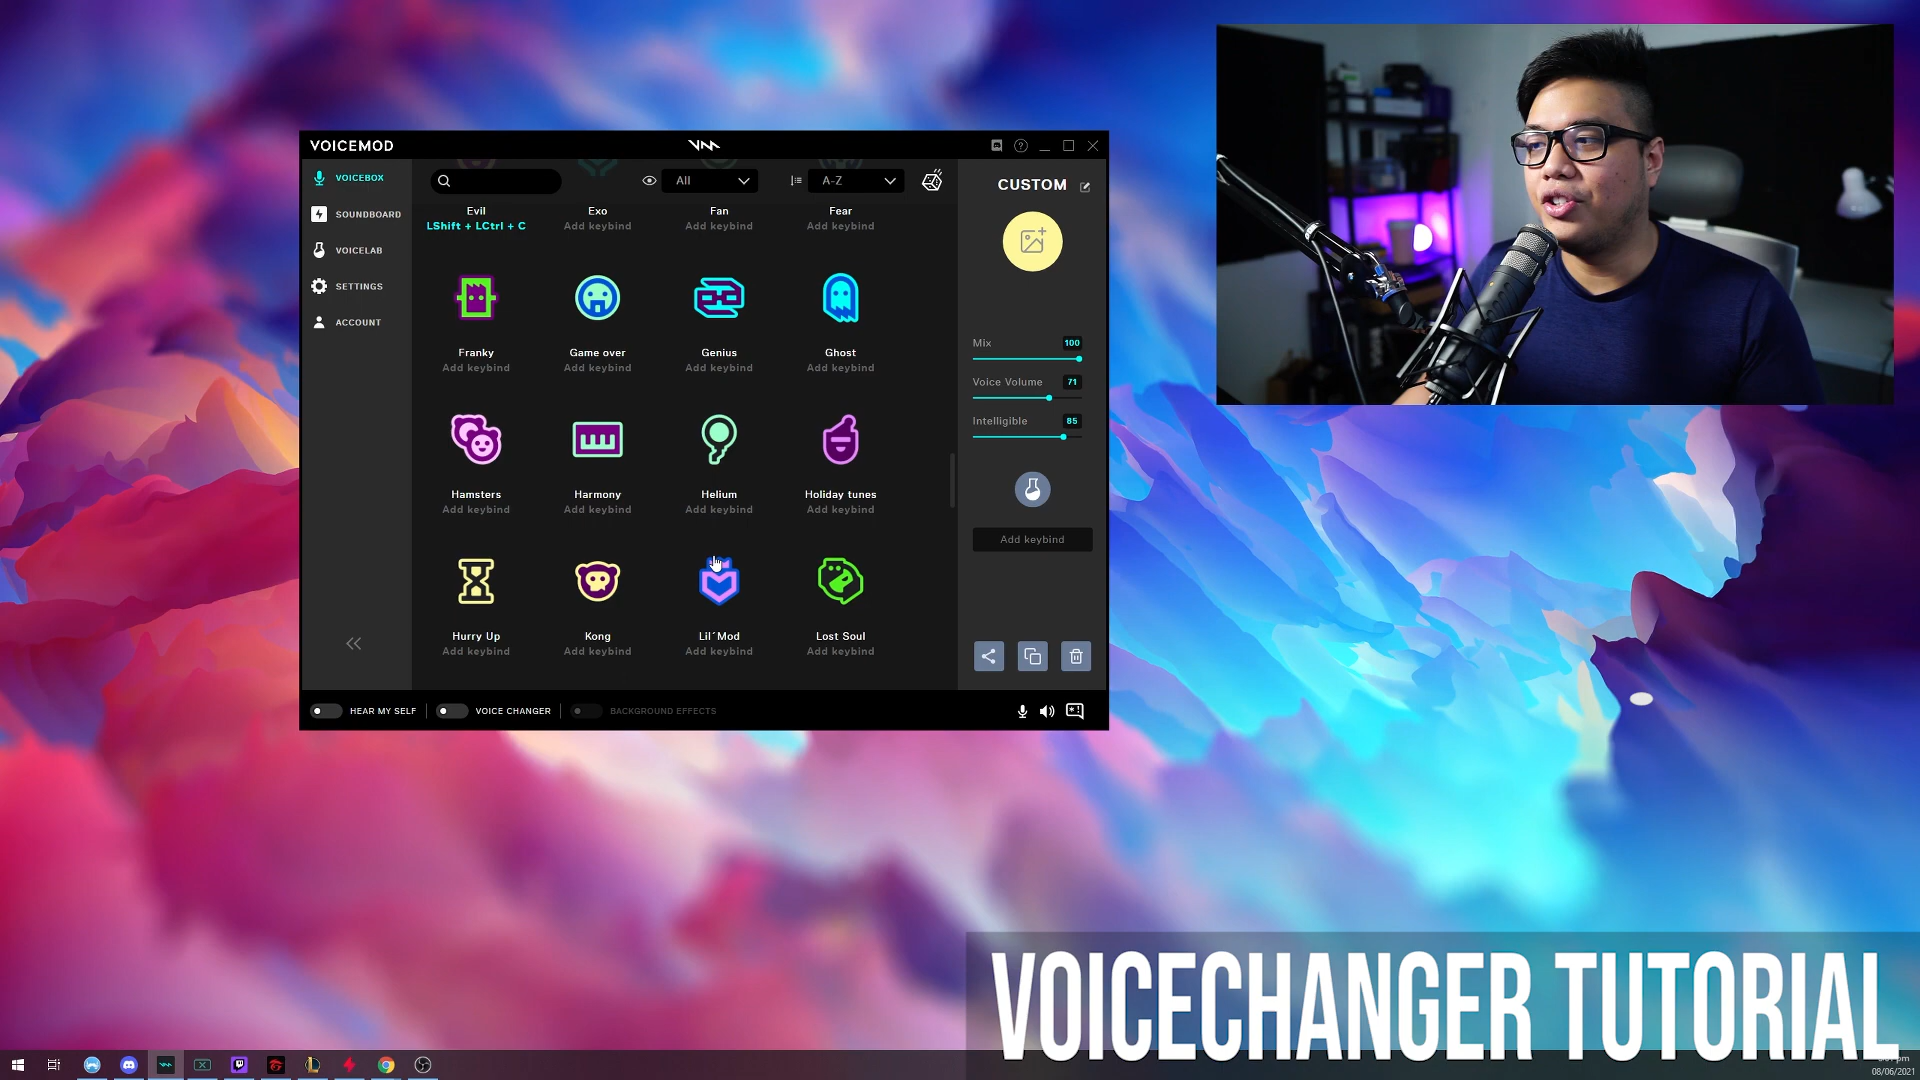 VOICEMOD
VOICEBOX
SOUNDBOARD
VOICELAB
SETTINGS
ACCOUNT
All
A-Z
Evil
LShift + LCtrl + C
Exo
Add keybind
Fan
Add keybind
Fear
Add keybind
Franky
Add keybind
Game over
Add keybind
Genius
Add keybind
Ghost
Add keybind
Hamsters
Add keybind
Harmony
Add keybind
Helium
Add keybind
Holiday tunes
Add keybind
Hurry Up
Add keybind
Kong
Add keybind
Lil´Mod
Add keybind
Lost Soul
Add keybind
CUSTOM
Mix 100
Voice Volume 71
Intelligible 85
Add keybind
HEAR MY SELF
VOICE CHANGER
BACKGROUND EFFECTS
VOICECHANGER TUTORIAL
08/06/2021